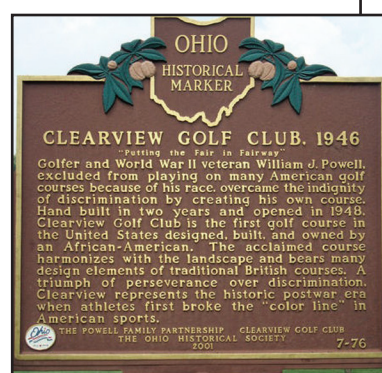 OHIO
HISTORICAL
MARKER
CLEARVIEW GOLF CLUB, 1946
"Putting the Fair in Fairway"
Golfer and World War II veteran William J. Powell,
excluded from playing on many American golf
courses because of his race, overcame the indignity
of discrimination by creating his own course.
Hand built in two years and opened in 1948,
Clearview Golf Club is the first golf course in
the United States designed, built, and owned by
an African-American. The acclaimed course
harmonizes with the landscape and bears many
design elements of traditional British courses. A
triumph of perseverance over discrimination,
Clearview represents the historic postwar era
when athletes first broke the "color line" in
American sports.
Ohio
THE POWELL FAMILY PARTNERSHIP CLEARVIEW GOLF CLUB
THE OHIO HISTORICAL SOCIETY
2001
7-76